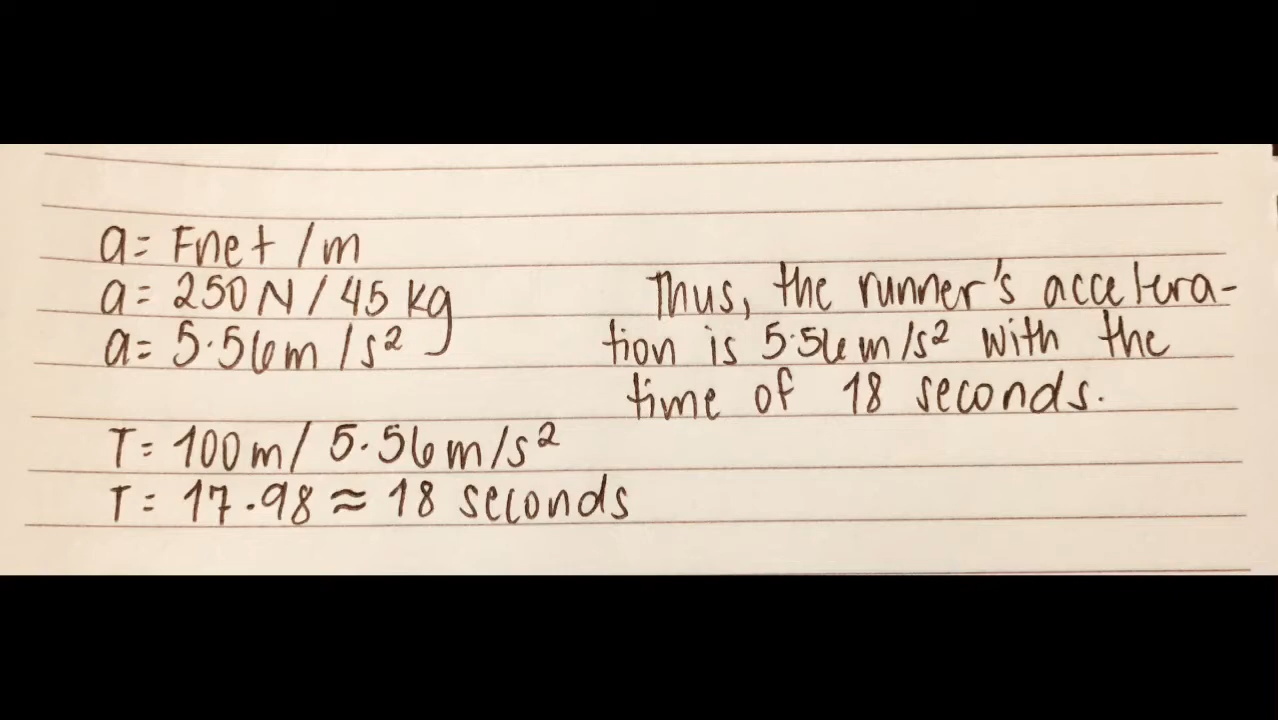 a = Fnet / m
a = 250 N / 45 kg
a = 5.56 m / s²
T = 100 m / 5.56 m/s²
T = 17.98 ≈ 18 seconds
Thus, the runner's accelera-
tion is 5.56 m/s² with the
time of 18 seconds.